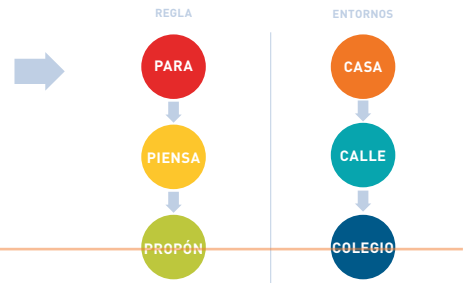 REGLA
PARA
PIENSA
PROPÓN
ENTORNOS
CASA
CALLE
COLEGIO